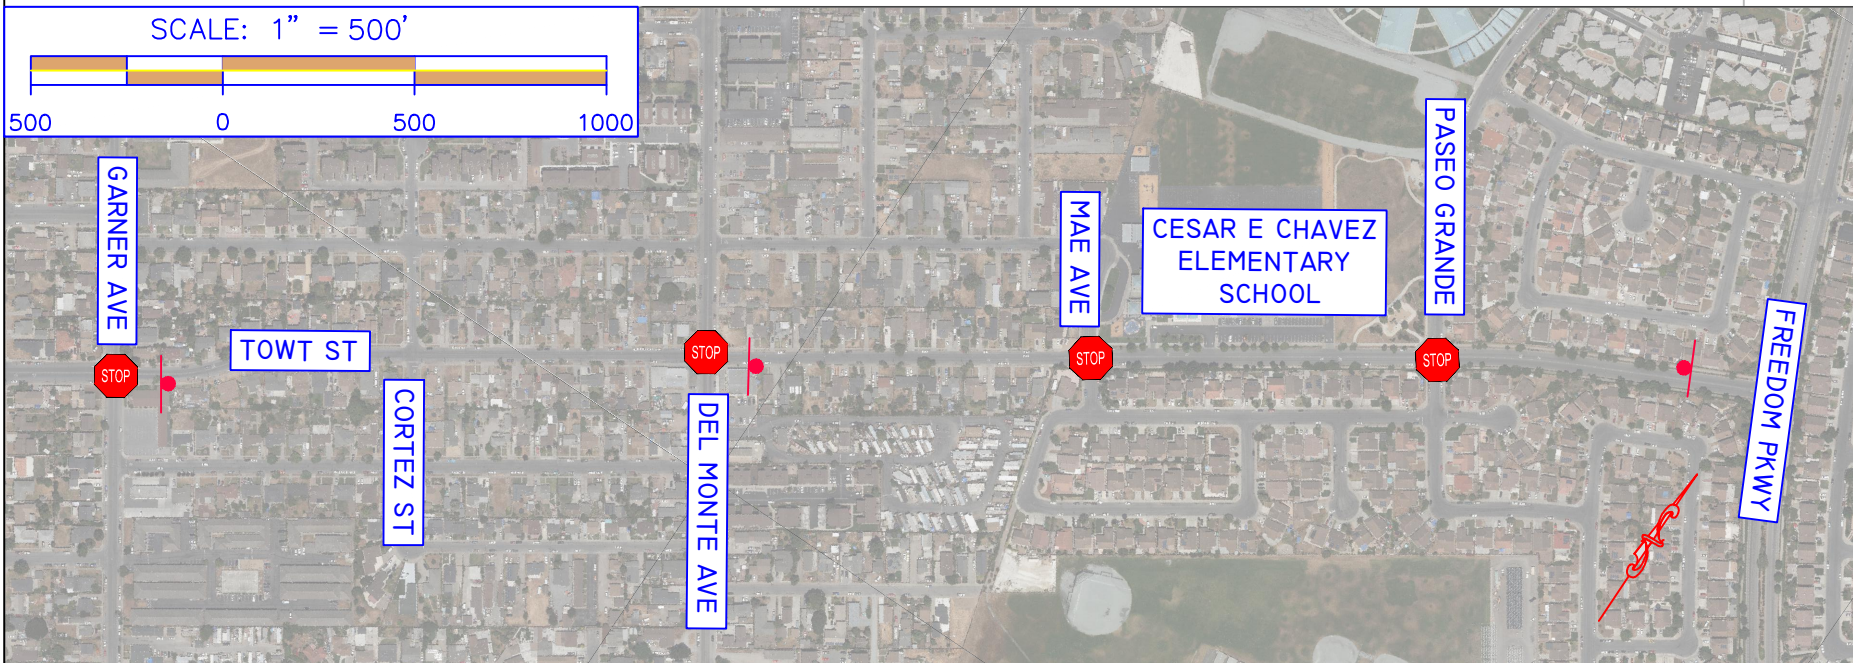 SCALE: 1" = 500'
500 0 500 1000
GARNER AVE
TOWT ST
STOP
CORTEZ ST
STOP
DEL MONTE AVE
MAE AVE
STOP
CESAR E CHAVEZ
ELEMENTARY
SCHOOL
PASEO GRANDE
STOP
FREEDOM PKWY